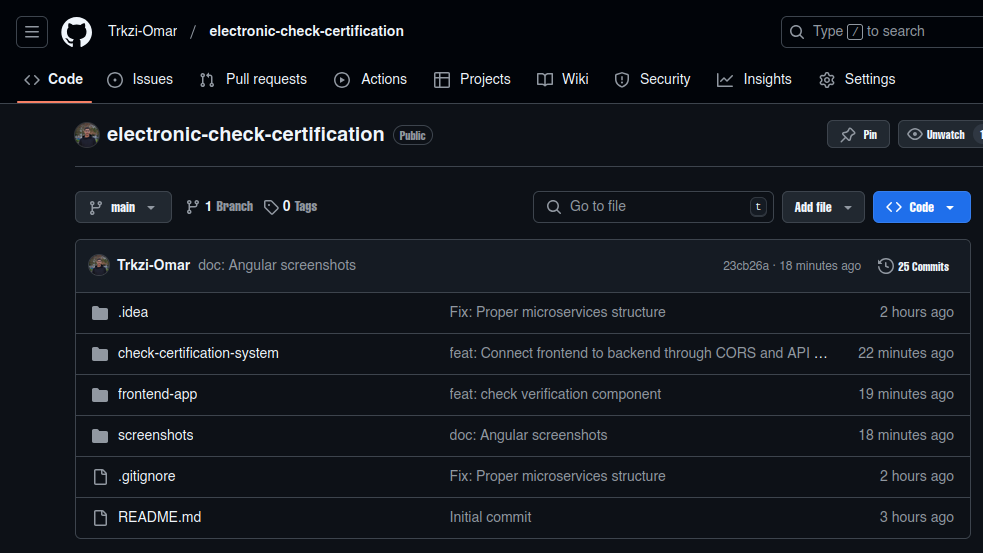 Trkzi-Omar / electronic-check-certification Type / to search
Code Issues Pull requests Actions Projects Wiki Security Insights Settings
electronic-check-certification Public Pin Unwatch 1
main 1 Branch 0 Tags Go to file t Add file Code
Trkzi-Omar doc: Angular screenshots 23cb26a · 18 minutes ago 25 Commits
.idea Fix: Proper microservices structure 2 hours ago
check-certification-system feat: Connect frontend to backend through CORS and API ... 22 minutes ago
frontend-app feat: check verification component 19 minutes ago
screenshots doc: Angular screenshots 18 minutes ago
.gitignore Fix: Proper microservices structure 2 hours ago
README.md Initial commit 3 hours ago